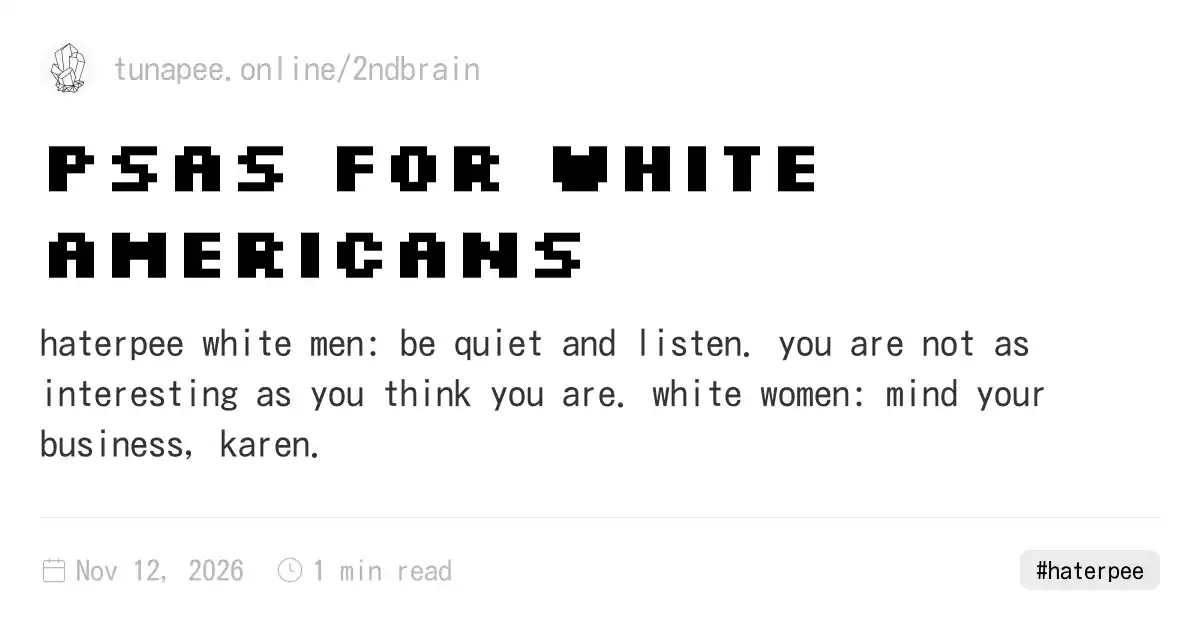 tunapee.online/2ndbrain
PSAS FOR WHITE
AMERICANS
haterpee white men: be quiet and listen. you are not as
interesting as you think you are. white women: mind your
business, karen.
Nov 12, 2026 1 min read
#haterpee